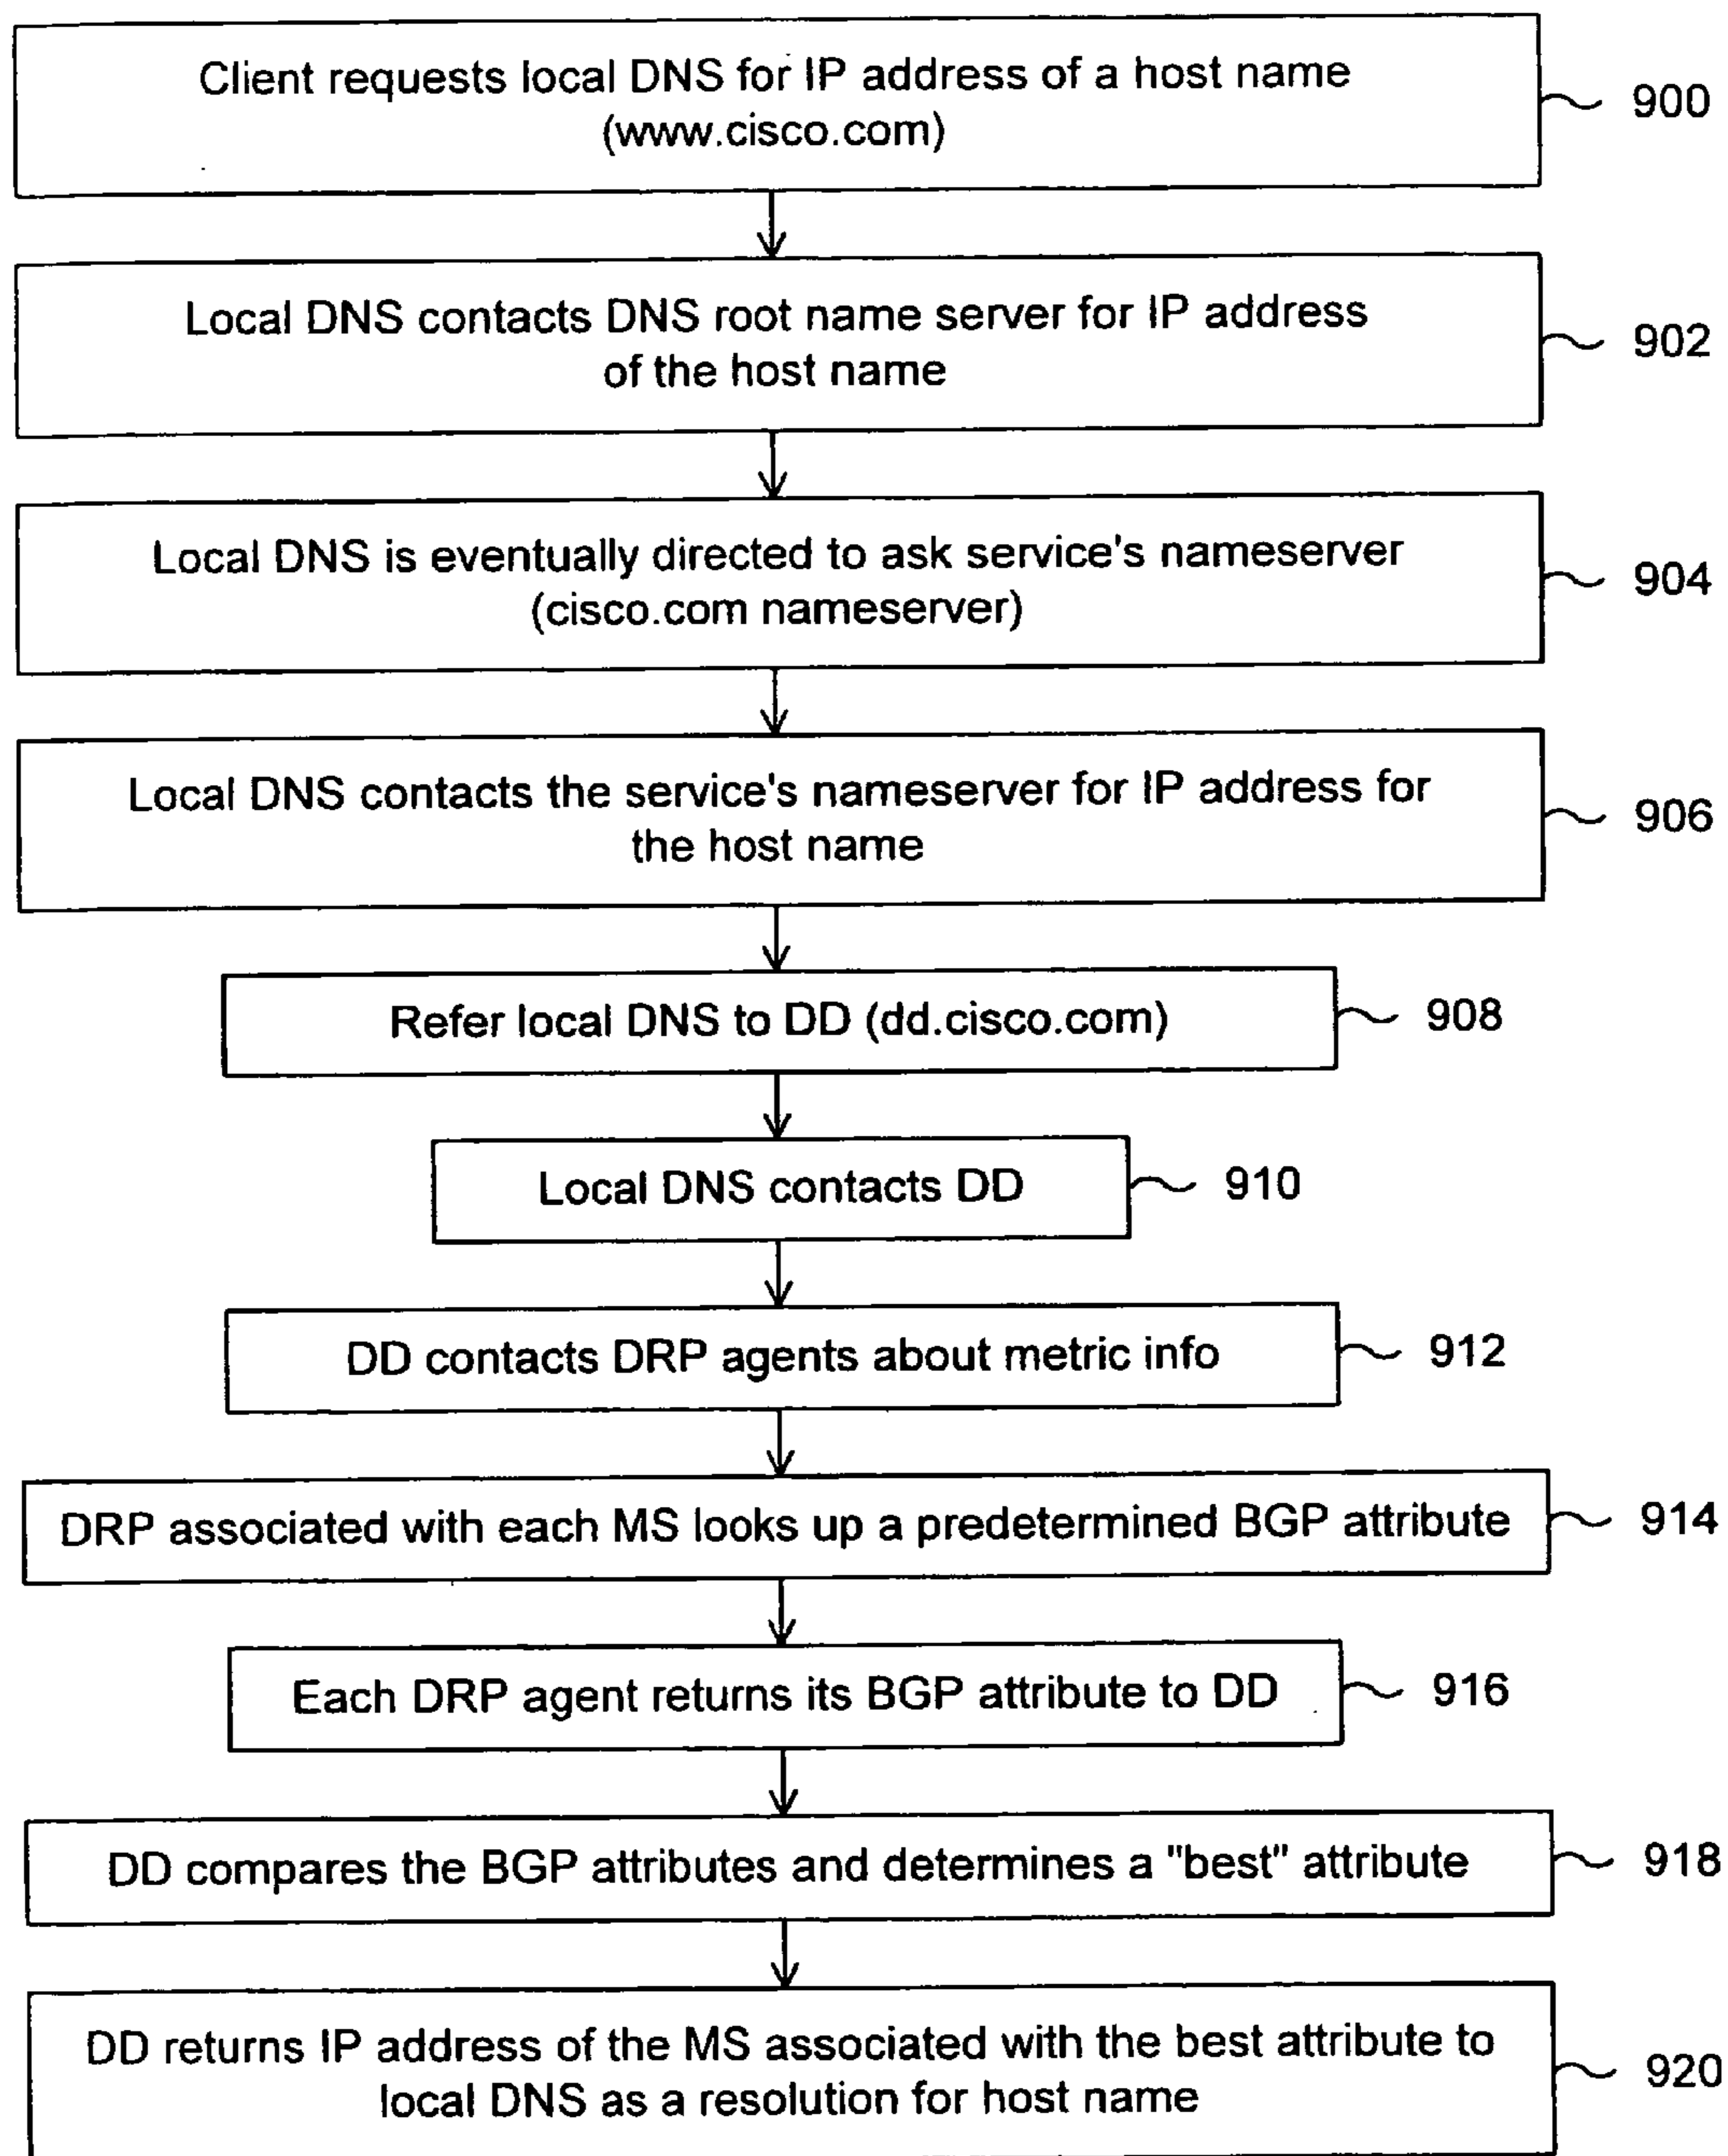 Client requests local DNS for IP address of a host name
(www.cisco.com)
900
Local DNS contacts DNS root name server for IP address
of the host name
902
Local DNS is eventually directed to ask service's nameserver
(cisco.com nameserver)
904
Local DNS contacts the service's nameserver for IP address for
the host name
906
Refer local DNS to DD (dd.cisco.com)
908
Local DNS contacts DD
910
DD contacts DRP agents about metric info
912
DRP associated with each MS looks up a predetermined BGP attribute
914
Each DRP agent returns its BGP attribute to DD
916
DD compares the BGP attributes and determines a "best" attribute
918
DD returns IP address of the MS associated with the best attribute to
local DNS as a resolution for host name
920